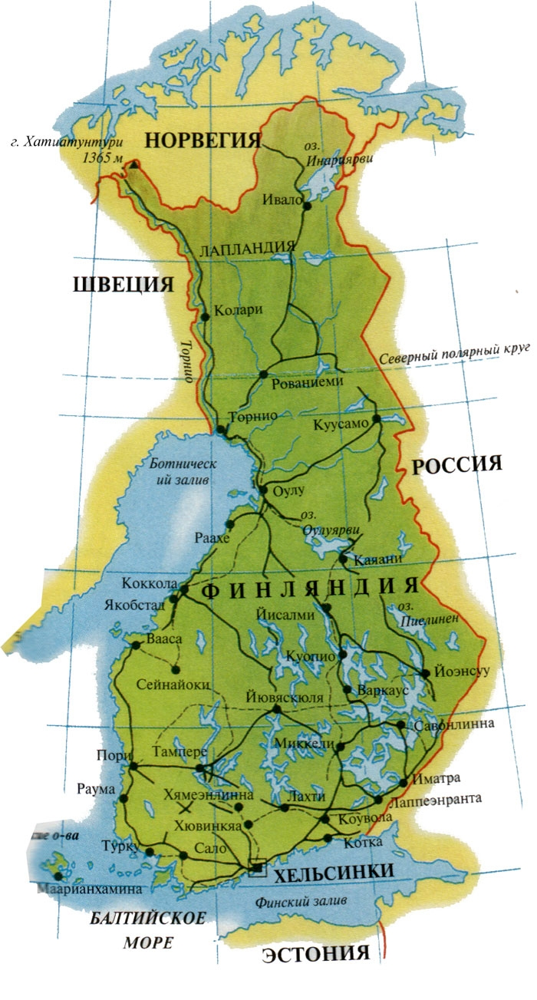 НОРВЕГИЯ
г. Хатиатунтури
1365 м
оз.
Инариярви
Ивало
ЛАПЛАНДИЯ
ШВЕЦИЯ
Колари
Торнио
Северный полярный круг
Рованиеми
Торнио
Куусамо
Ботническ
ий залив
РОССИЯ
Оулу
оз.
Оулуярви
Раахе
Каяани
Коккола
ФИНЛЯНДИЯ
Якобстад
Йисалми
оз.
Пиелинен
Вааса
Куопио
Сейнайоки
Йоэнсуу
Варкаус
Йювяскюля
Савонлинна
Миккели
Тампере
Пори
Иматра
Раума
Хямеэнлинна
Лахти
Лаппеэнранта
Хювинкяа
Коувола
Котка
о-ва
Турку
Сало
ХЕЛЬСИНКИ
Маарианхамина
Финский залив
БАЛТИЙСКОЕ
МОРЕ
ЭСТОНИЯ